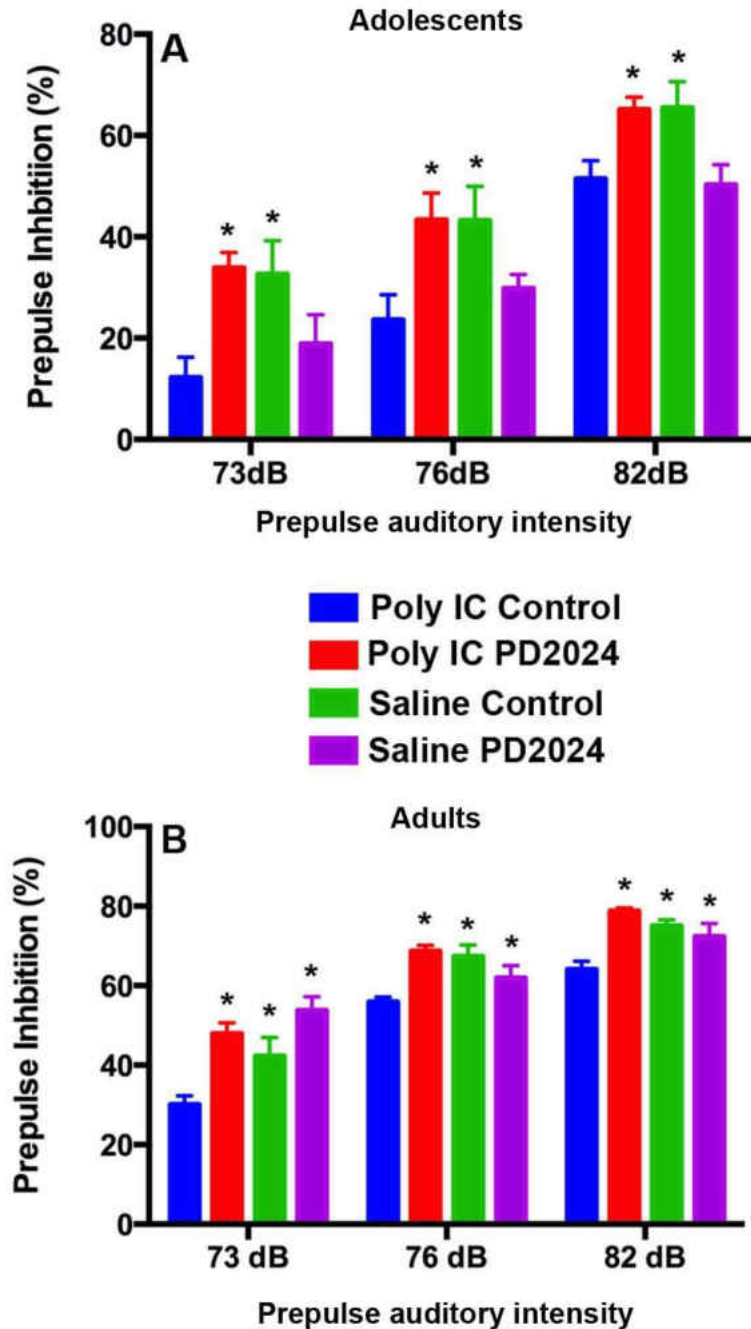 Adolescents
A
80
60
40
20
0
Prepulse Inhbitiion (%)
* * * * * *
73dB 76dB 82dB
Prepulse auditory intensity
Poly IC Control
Poly IC PD2024
Saline Control
Saline PD2024
Adults
B
100
80
60
40
20
0
Prepulse Inhbitiion (%)
* * * * * * * * *
73 dB 76 dB 82 dB
Prepulse auditory intensity